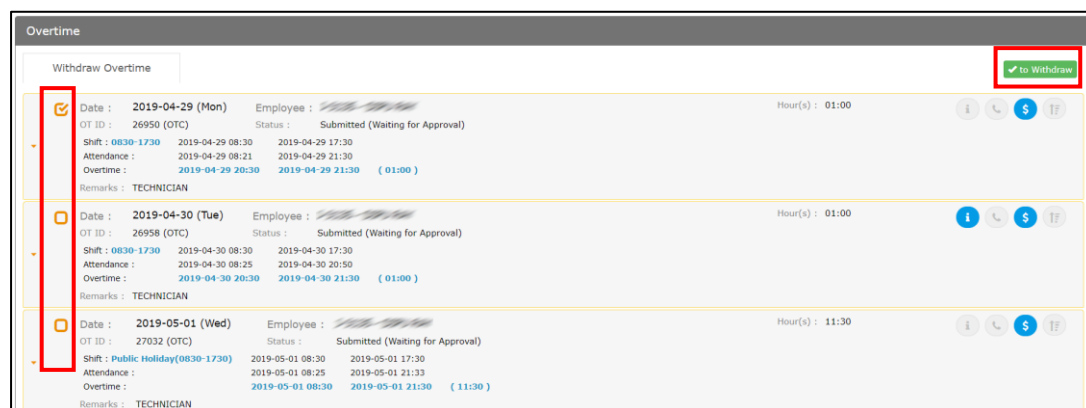 Overtime
Withdraw Overtime
✔ to Withdraw
Date : 2019-04-29 (Mon) Employee : Hour(s) : 01:00
OT ID : 26950 (OTC) Status : Submitted (Waiting for Approval)
Shift : 0830-1730 2019-04-29 08:30 2019-04-29 17:30
Attendance : 2019-04-29 08:21 2019-04-29 21:30
Overtime : 2019-04-29 20:30 2019-04-29 21:30 ( 01:00 )
Remarks : TECHNICIAN
Date : 2019-04-30 (Tue) Employee : Hour(s) : 01:00
OT ID : 26958 (OTC) Status : Submitted (Waiting for Approval)
Shift : 0830-1730 2019-04-30 08:30 2019-04-30 17:30
Attendance : 2019-04-30 08:25 2019-04-30 20:50
Overtime : 2019-04-30 20:30 2019-04-30 21:30 ( 01:00 )
Remarks : TECHNICIAN
Date : 2019-05-01 (Wed) Employee : Hour(s) : 11:30
OT ID : 27032 (OTC) Status : Submitted (Waiting for Approval)
Shift : Public Holiday(0830-1730) 2019-05-01 08:30 2019-05-01 17:30
Attendance : 2019-05-01 08:25 2019-05-01 21:33
Overtime : 2019-05-01 08:30 2019-05-01 21:30 ( 11:30 )
Remarks : TECHNICIAN